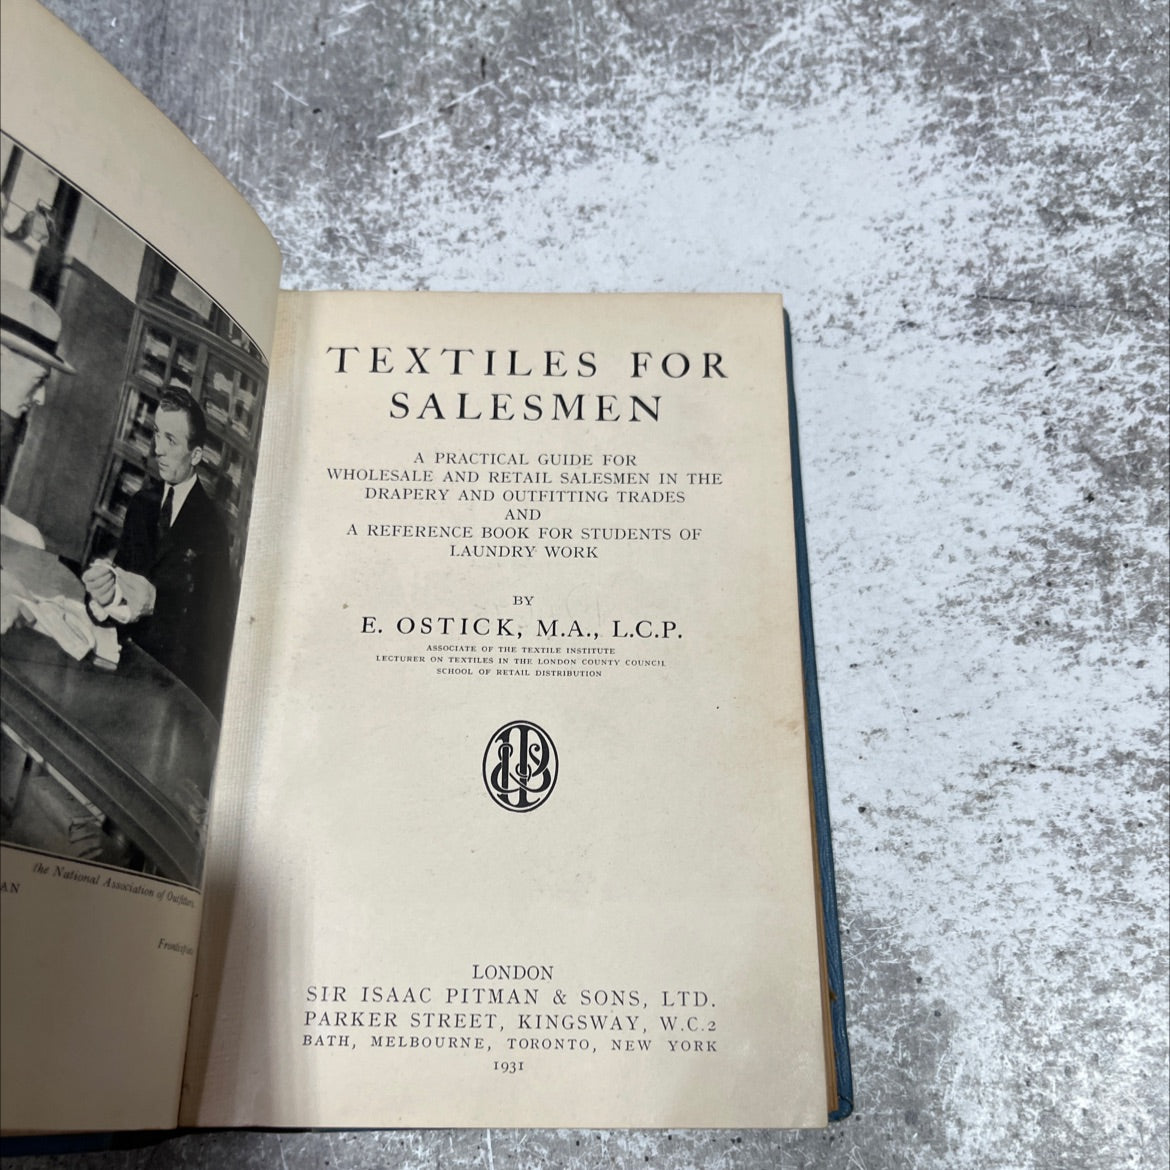 the National Association of Outfitters
AN
TEXTILES FOR
SALESMEN
A PRACTICAL GUIDE FOR
WHOLESALE AND RETAIL SALESMEN IN THE
DRAPERY AND OUTFITTING TRADES
AND
A REFERENCE BOOK FOR STUDENTS OF
LAUNDRY WORK
BY
E. OSTICK, M.A., L.C.P.
ASSOCIATE OF THE TEXTILE INSTITUTE
LECTURER ON TEXTILES IN THE LONDON COUNTY COUNCIL
SCHOOL OF RETAIL DISTRIBUTION
LONDON
SIR ISAAC PITMAN & SONS, LTD.
PARKER STREET, KINGSWAY, W.C.2
BATH, MELBOURNE, TORONTO, NEW YORK
1931